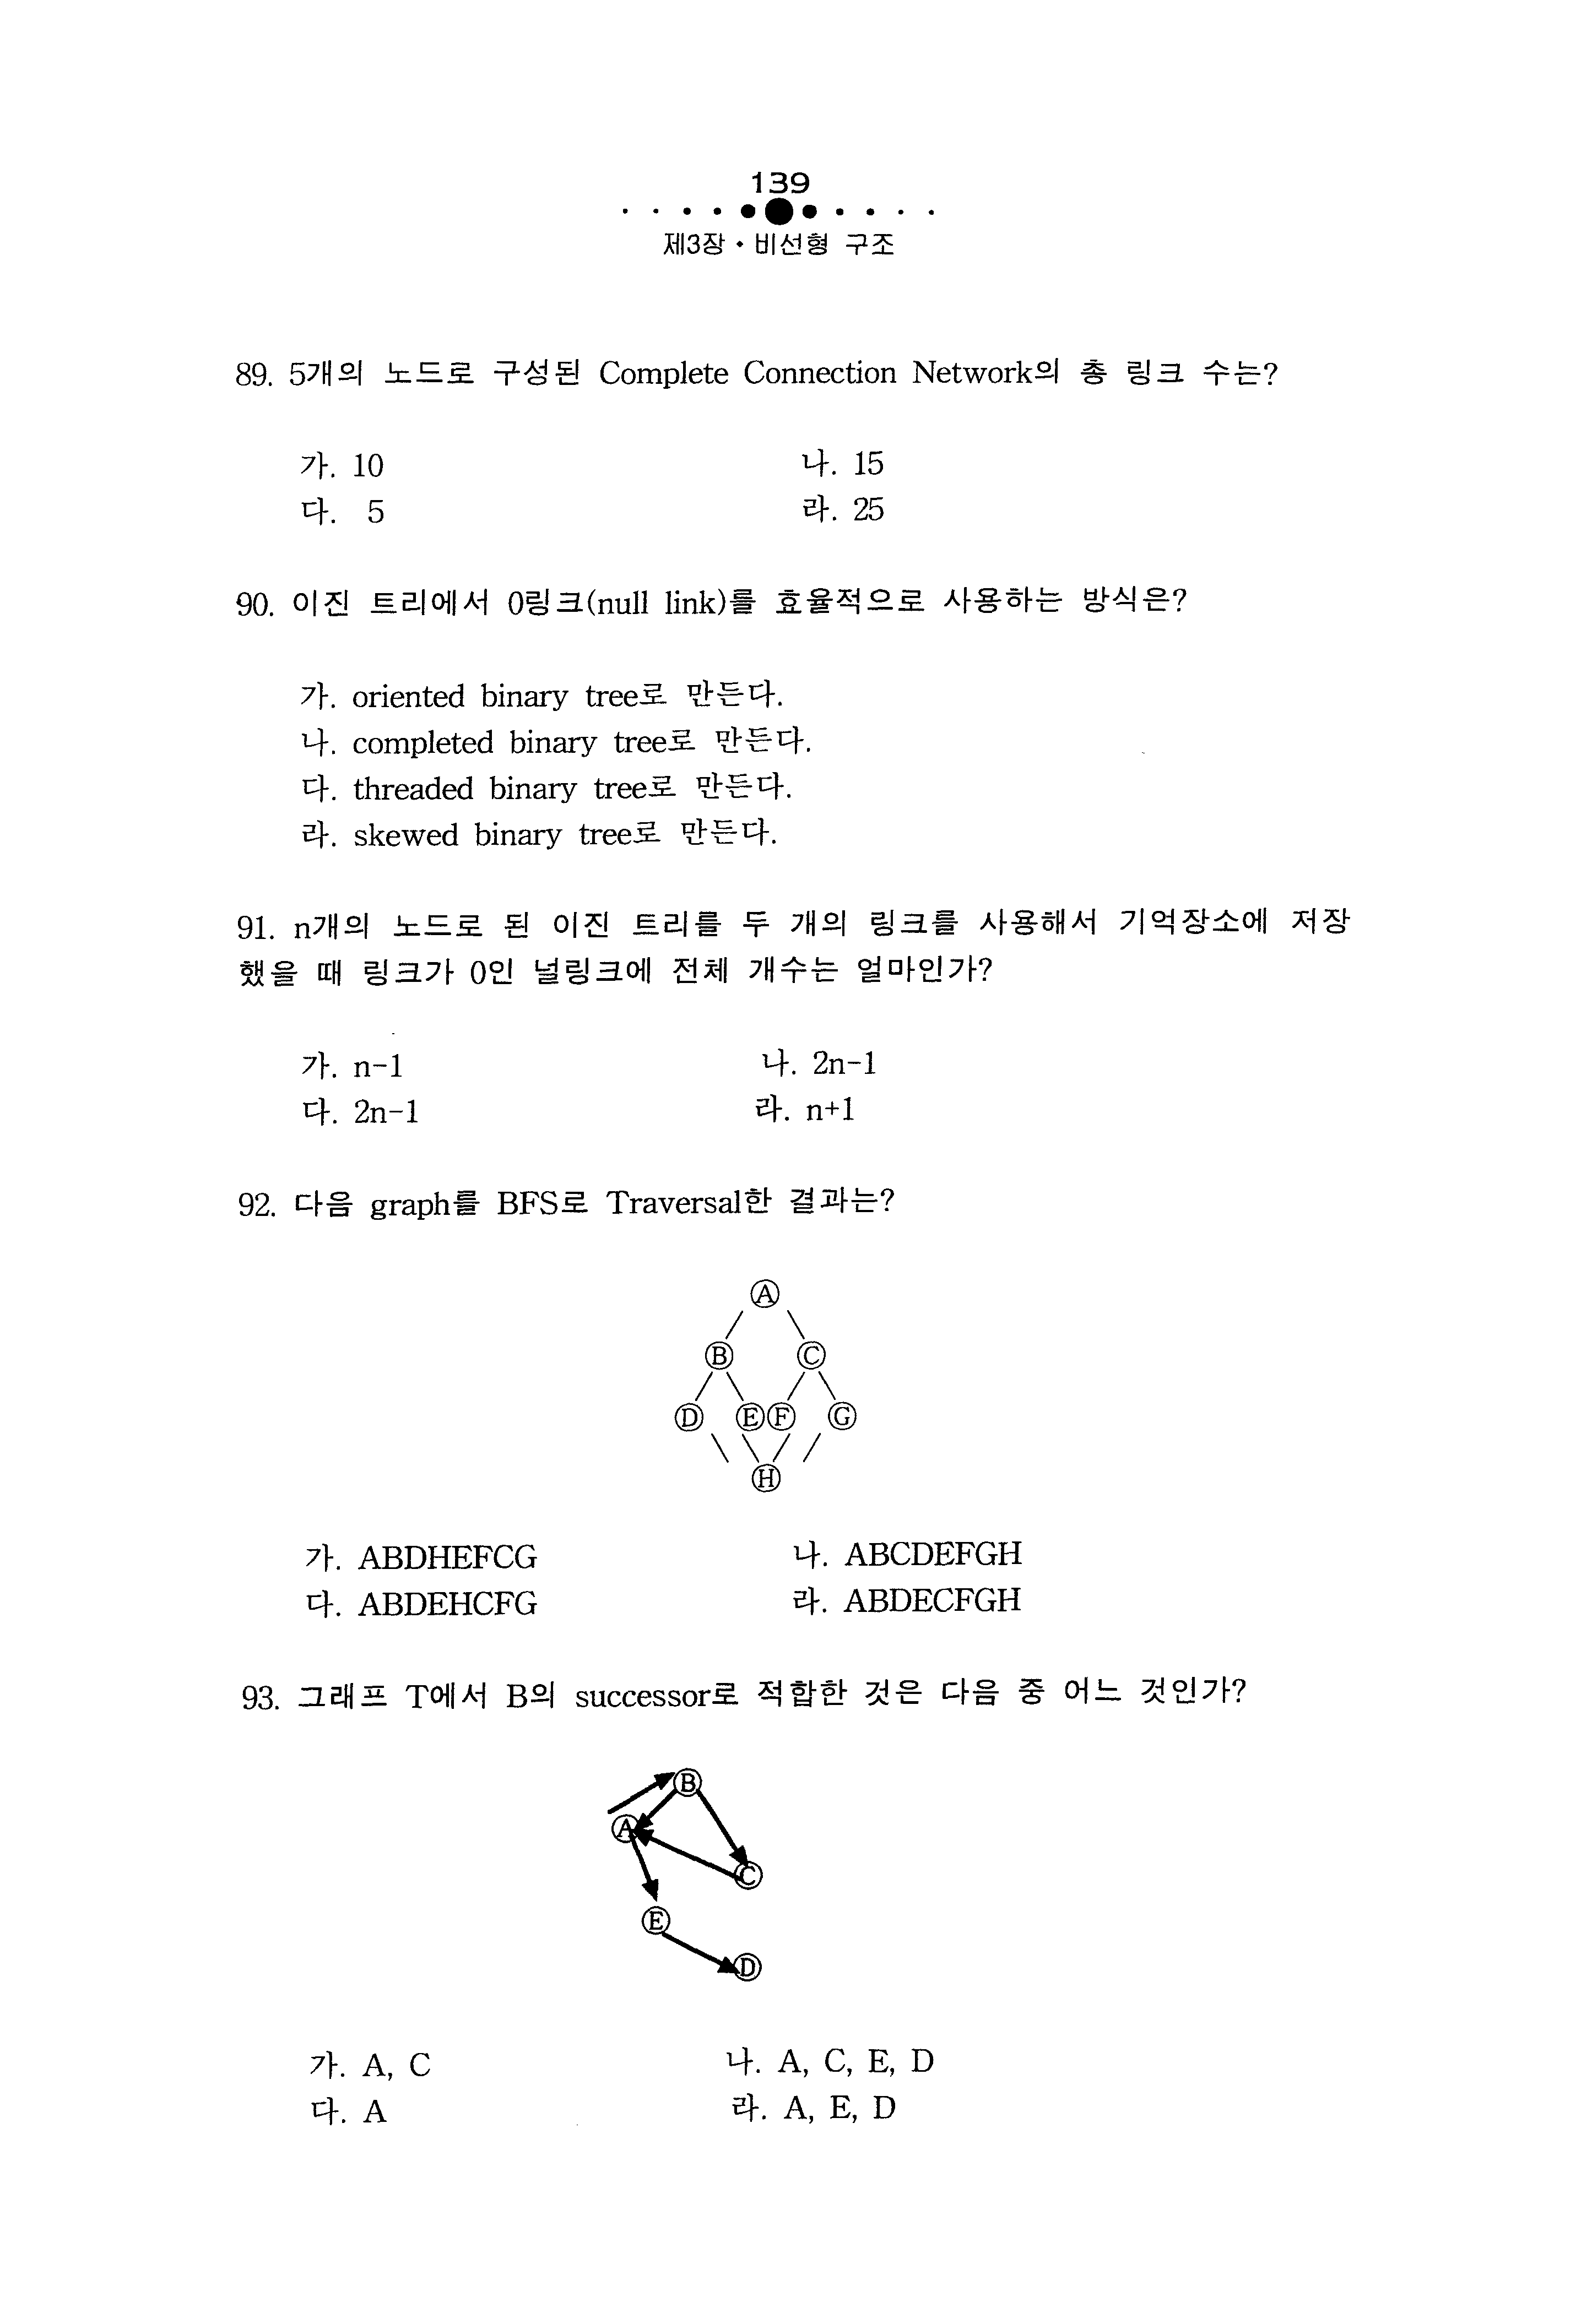 139
제3장 • 비선형 구조
89. 5개의 노드로 구성된 Complete Connection Network의 총 링크 수는?
가. 10 나. 15
다. 5 라. 25
90. 이진 트리에서 0링크(null link)를 효율적으로 사용하는 방식은?
가. oriented binary tree로 만든다.
나. completed binary tree로 만든다.
다. threaded binary tree로 만든다.
라. skewed binary tree로 만든다.
91. n개의 노드로 된 이진 트리를 두 개의 링크를 사용해서 기억장소에 저장
했을 때 링크가 0인 널링크에 전체 개수는 얼마인가?
가. n-1 나. 2n-1
다. 2n-1 라. n+1
92. 다음 graph를 BFS로 Traversal한 결과는?
Ⓐ
Ⓑ Ⓒ
Ⓓ ⒺⒻ Ⓖ
Ⓗ
가. ABDHEFCG 나. ABCDEFGH
다. ABDEHCFG 라. ABDECFGH
93. 그래프 T에서 B의 successor로 적합한 것은 다음 중 어느 것인가?
Ⓑ
Ⓐ
Ⓒ
Ⓔ
Ⓓ
가. A, C 나. A, C, E, D
다. A 라. A, E, D